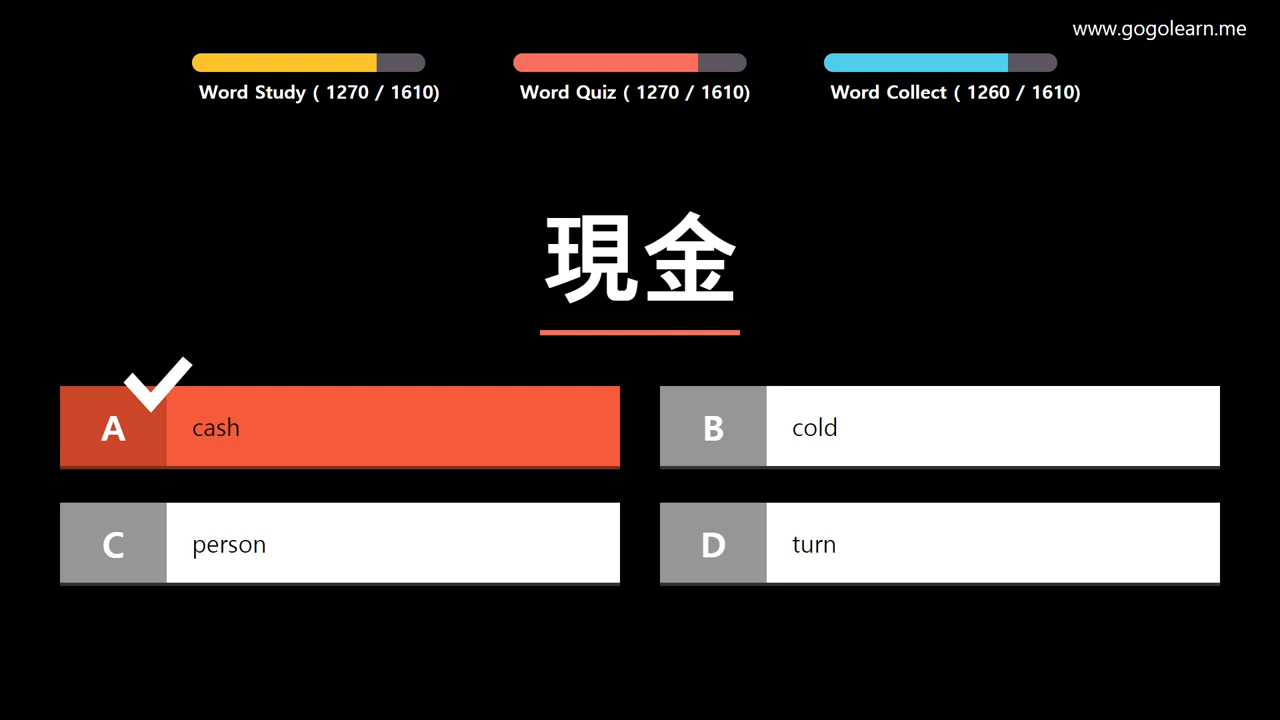 www.gogolearn.me
Word Study ( 1270 / 1610)
Word Quiz ( 1270 / 1610)
Word Collect ( 1260 / 1610)
現金
A cash
B cold
C person
D turn